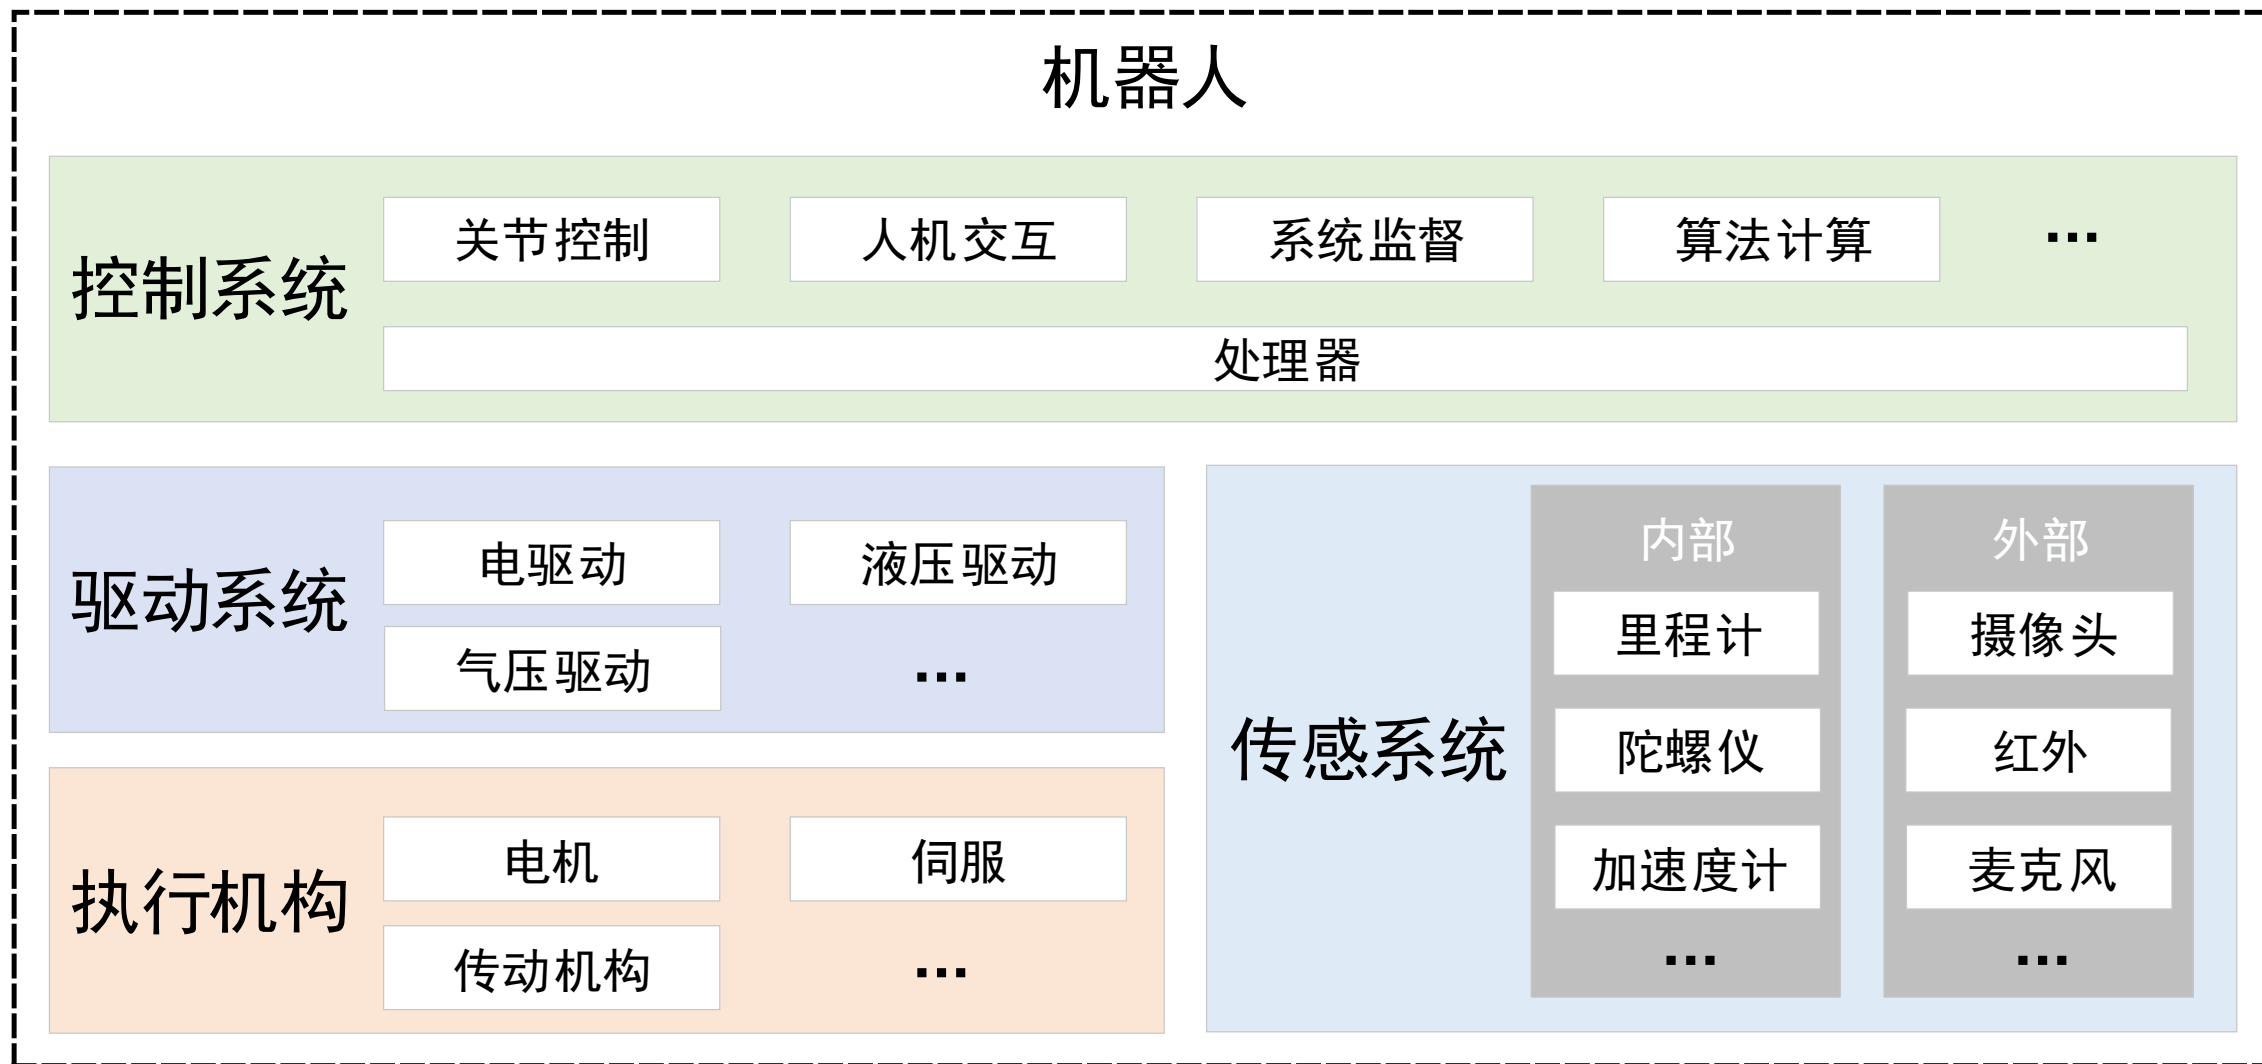 机器人
控制系统
关节控制
人机交互
系统监督
算法计算
...
处理器
驱动系统
电驱动
液压驱动
气压驱动
...
执行机构
电机
伺服
传动机构
...
传感系统
内部
里程计
陀螺仪
加速度计
...
外部
摄像头
红外
麦克风
...